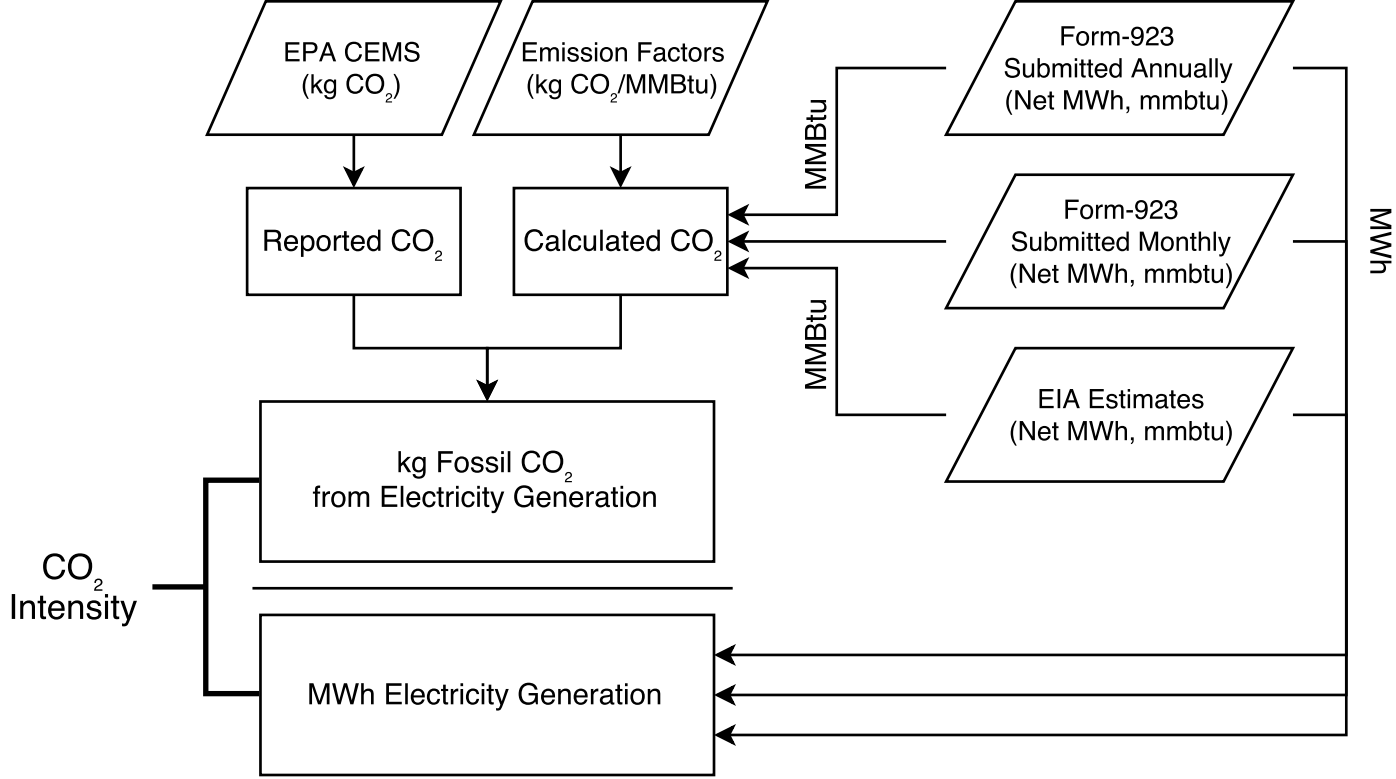 EPA CEMS
(kg CO₂)
Emission Factors
(kg CO₂/MMBtu)
Form-923
Submitted Annually
(Net MWh, mmbtu)
MMBtu
Reported CO₂
Calculated CO₂
Form-923
Submitted Monthly
(Net MWh, mmbtu)
MWh
MMBtu
EIA Estimates
(Net MWh, mmbtu)
kg Fossil CO₂
from Electricity Generation
CO₂
Intensity
MWh Electricity Generation